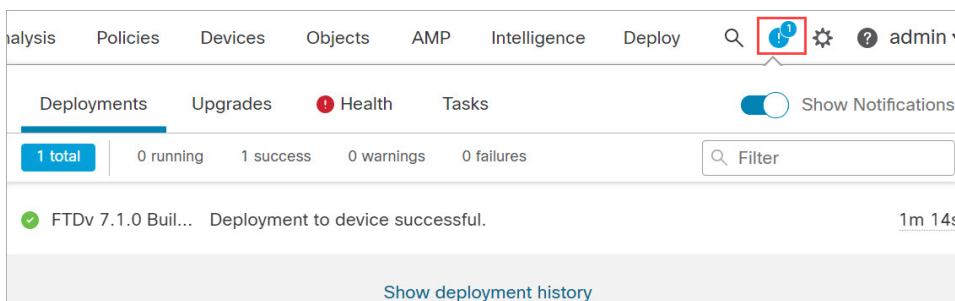 nalysis Policies Devices Objects AMP Intelligence Deploy 1 admin
Deployments Upgrades Health Tasks Show Notifications
1 total 0 running 1 success 0 warnings 0 failures Filter
FTDv 7.1.0 Buil... Deployment to device successful. 1m 14s
Show deployment history